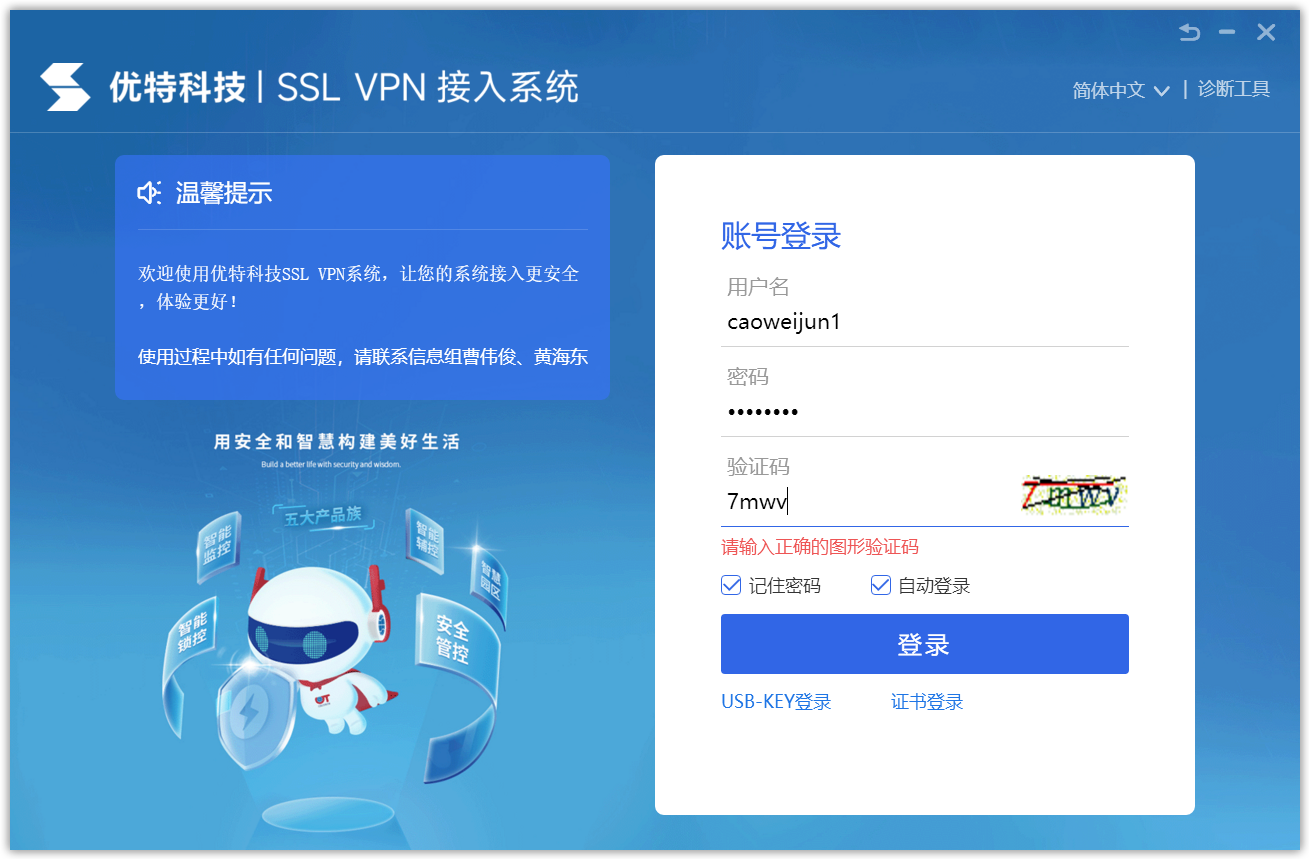 优特科技 | SSL VPN 接入系统
简体中文 | 诊断工具
温馨提示
欢迎使用优特科技SSL VPN系统，让您的系统接入更安全
，体验更好！
使用过程中如有任何问题，请联系信息组曹伟俊、黄海东
用安全和智慧构建美好生活
Build a better life with security and wisdom.
五大产品族
智能
监控
智能
辅控
智慧
园区
智能
锁控
安全
管控
UT
账号登录
用户名
caoweijun1
密码
••••••••
验证码
7mwv
7mwv
请输入正确的图形验证码
记住密码
自动登录
登录
USB-KEY登录
证书登录